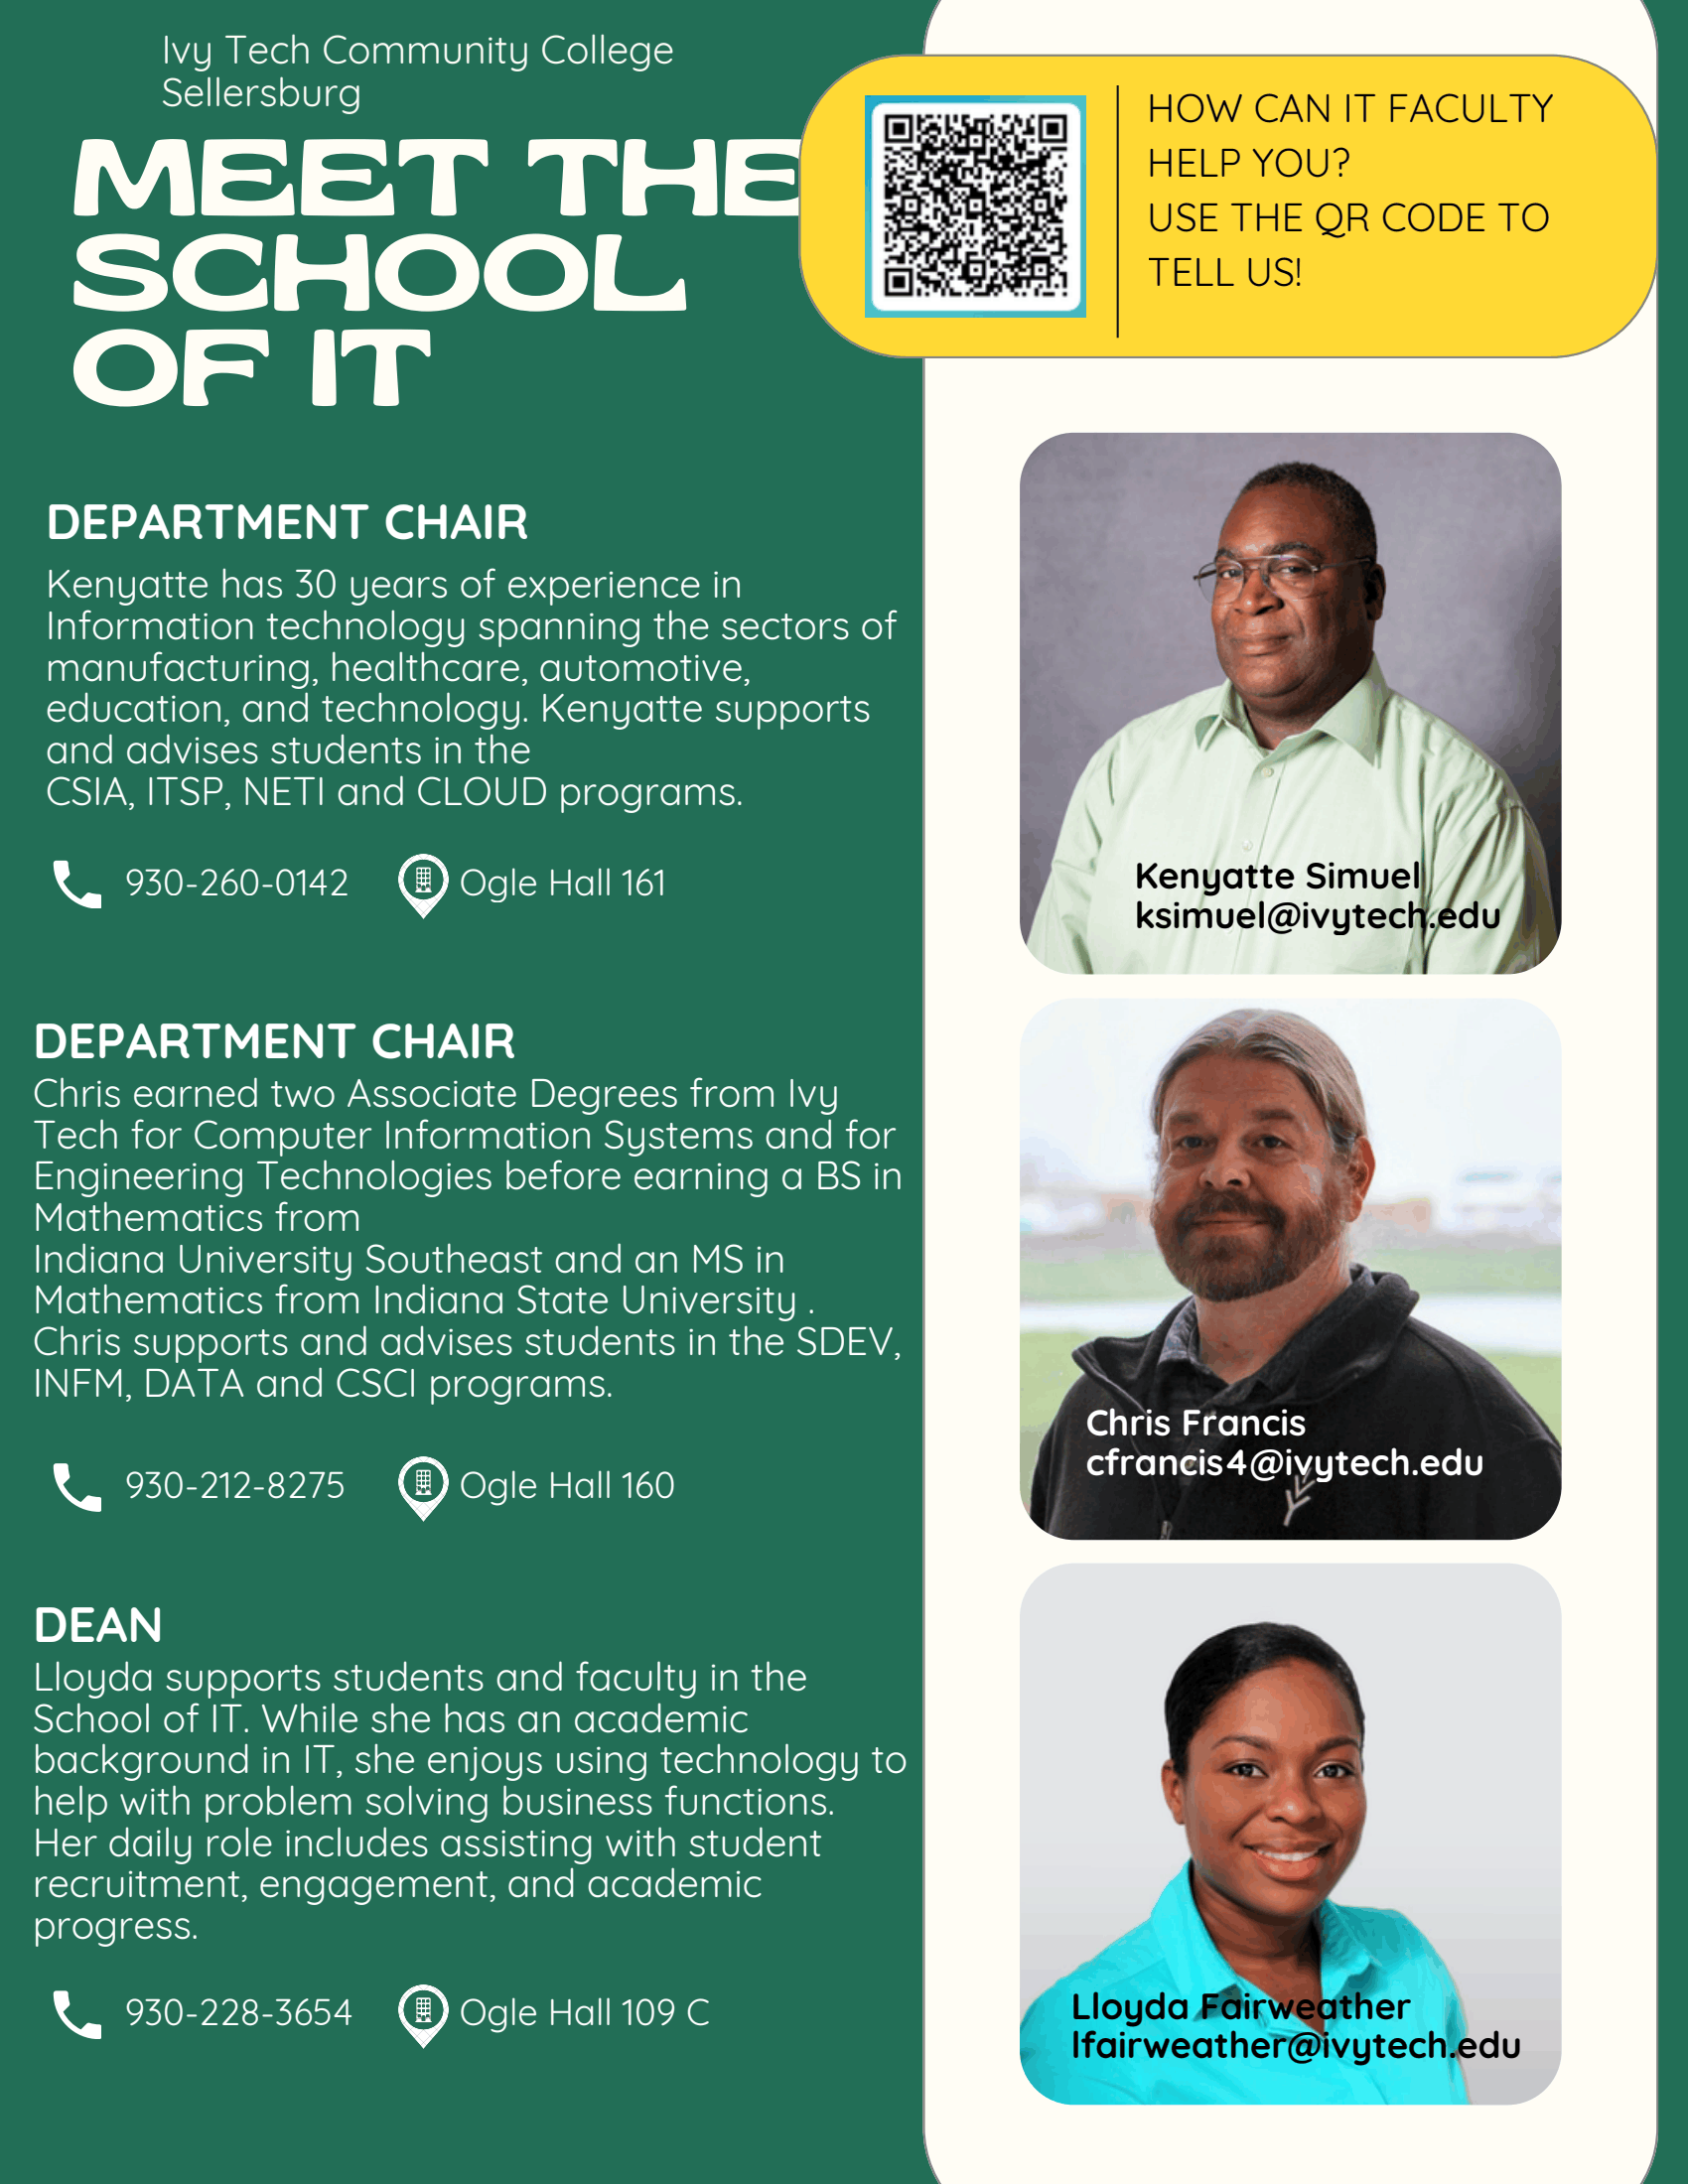 Ivy Tech Community College
Sellersburg
MEET THE
SCHOOL
OF IT
HOW CAN IT FACULTY
HELP YOU?
USE THE QR CODE TO
TELL US!
DEPARTMENT CHAIR
Kenyatte has 30 years of experience in
Information technology spanning the sectors of
manufacturing, healthcare, automotive,
education, and technology. Kenyatte supports
and advises students in the
CSIA, ITSP, NETI and CLOUD programs.
930-260-0142
Ogle Hall 161
Kenyatte Simuel
ksimuel@ivytech.edu
DEPARTMENT CHAIR
Chris earned two Associate Degrees from Ivy
Tech for Computer Information Systems and for
Engineering Technologies before earning a BS in
Mathematics from
Indiana University Southeast and an MS in
Mathematics from Indiana State University .
Chris supports and advises students in the SDEV,
INFM, DATA and CSCI programs.
930-212-8275
Ogle Hall 160
Chris Francis
cfrancis4@ivytech.edu
DEAN
Lloyda supports students and faculty in the
School of IT. While she has an academic
background in IT, she enjoys using technology to
help with problem solving business functions.
Her daily role includes assisting with student
recruitment, engagement, and academic
progress.
930-228-3654
Ogle Hall 109 C
Lloyda Fairweather
lfairweather@ivytech.edu